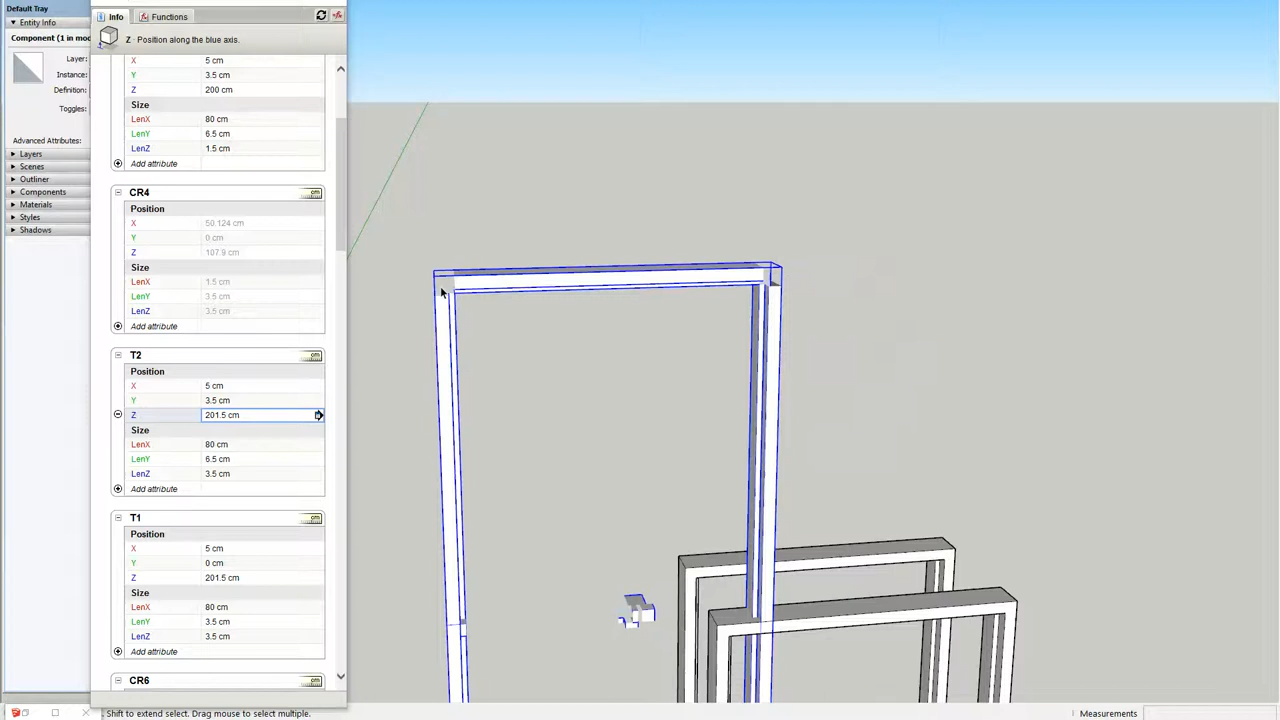 Default Tray
Entity Info
Component (1 in mod
Layer:
Instance:
Definition:
Toggles:
Advanced Attributes:
Layers
Scenes
Outliner
Components
Materials
Styles
Shadows
Info
Functions
Z - Position along the blue axis.
X 5 cm
Y 3.5 cm
Z 200 cm
Size
LenX 80 cm
LenY 6.5 cm
LenZ 1.5 cm
Add attribute
CR4 cm
Position
X 50.124 cm
Y 0 cm
Z 107.9 cm
Size
LenX 1.5 cm
LenY 3.5 cm
LenZ 3.5 cm
Add attribute
T2 cm
Position
X 5 cm
Y 3.5 cm
Z 201.5 cm
Size
LenX 80 cm
LenY 6.5 cm
LenZ 3.5 cm
Add attribute
T1 cm
Position
X 5 cm
Y 0 cm
Z 201.5 cm
Size
LenX 80 cm
LenY 3.5 cm
LenZ 3.5 cm
Add attribute
CR6 cm
Shift to extend select. Drag mouse to select multiple.
Measurements